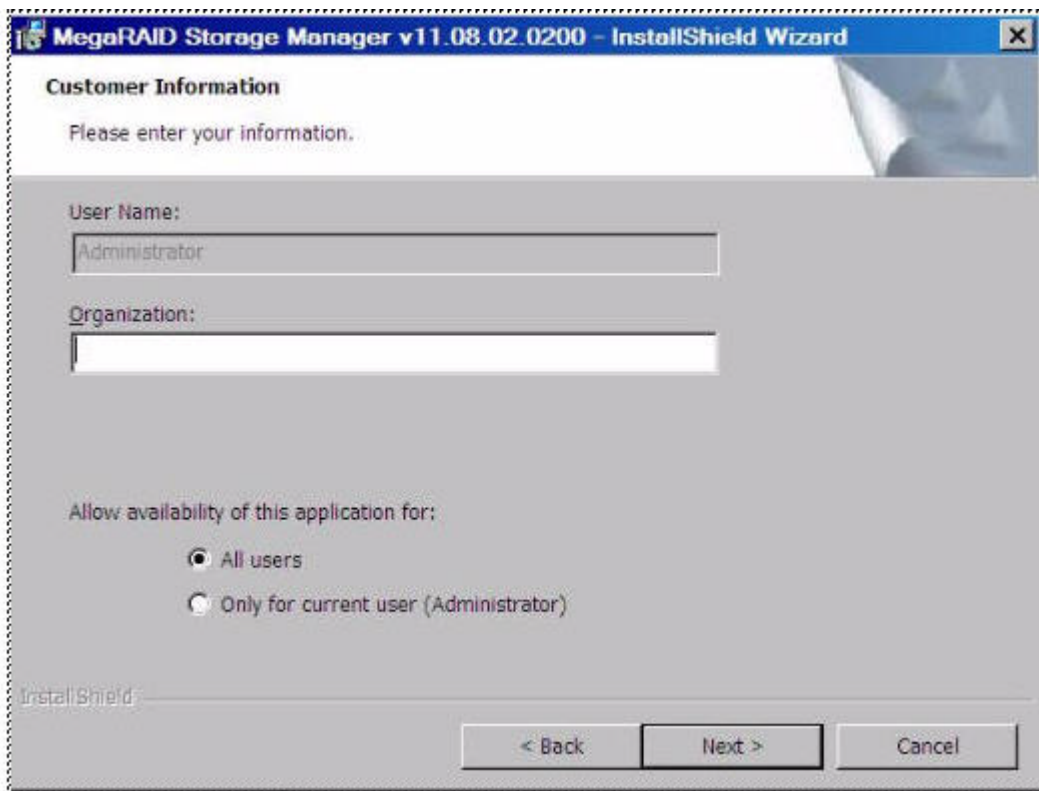 MegaRAID Storage Manager v11.08.02.0200 - InstallShield Wizard
Customer Information
Please enter your information.
User Name:
Administrator
Organization:
Allow availability of this application for:
All users
Only for current user (Administrator)
InstallShield
< Back Next > Cancel